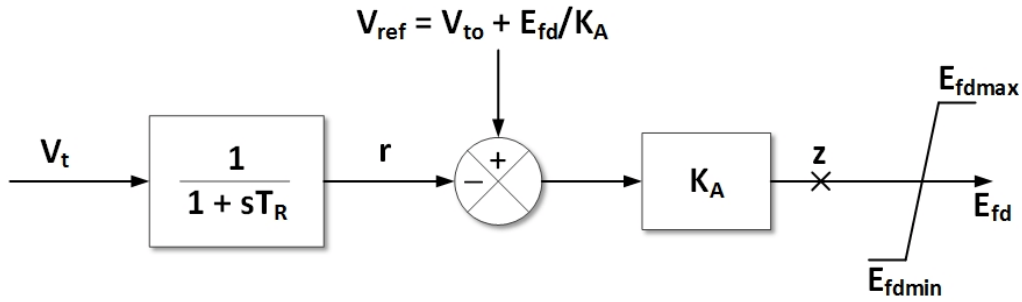 Vref = Vto + Efd/KA
Efdmax
Vt
1
1 + sTR
r
+
−
KA
z
Efd
Efdmin